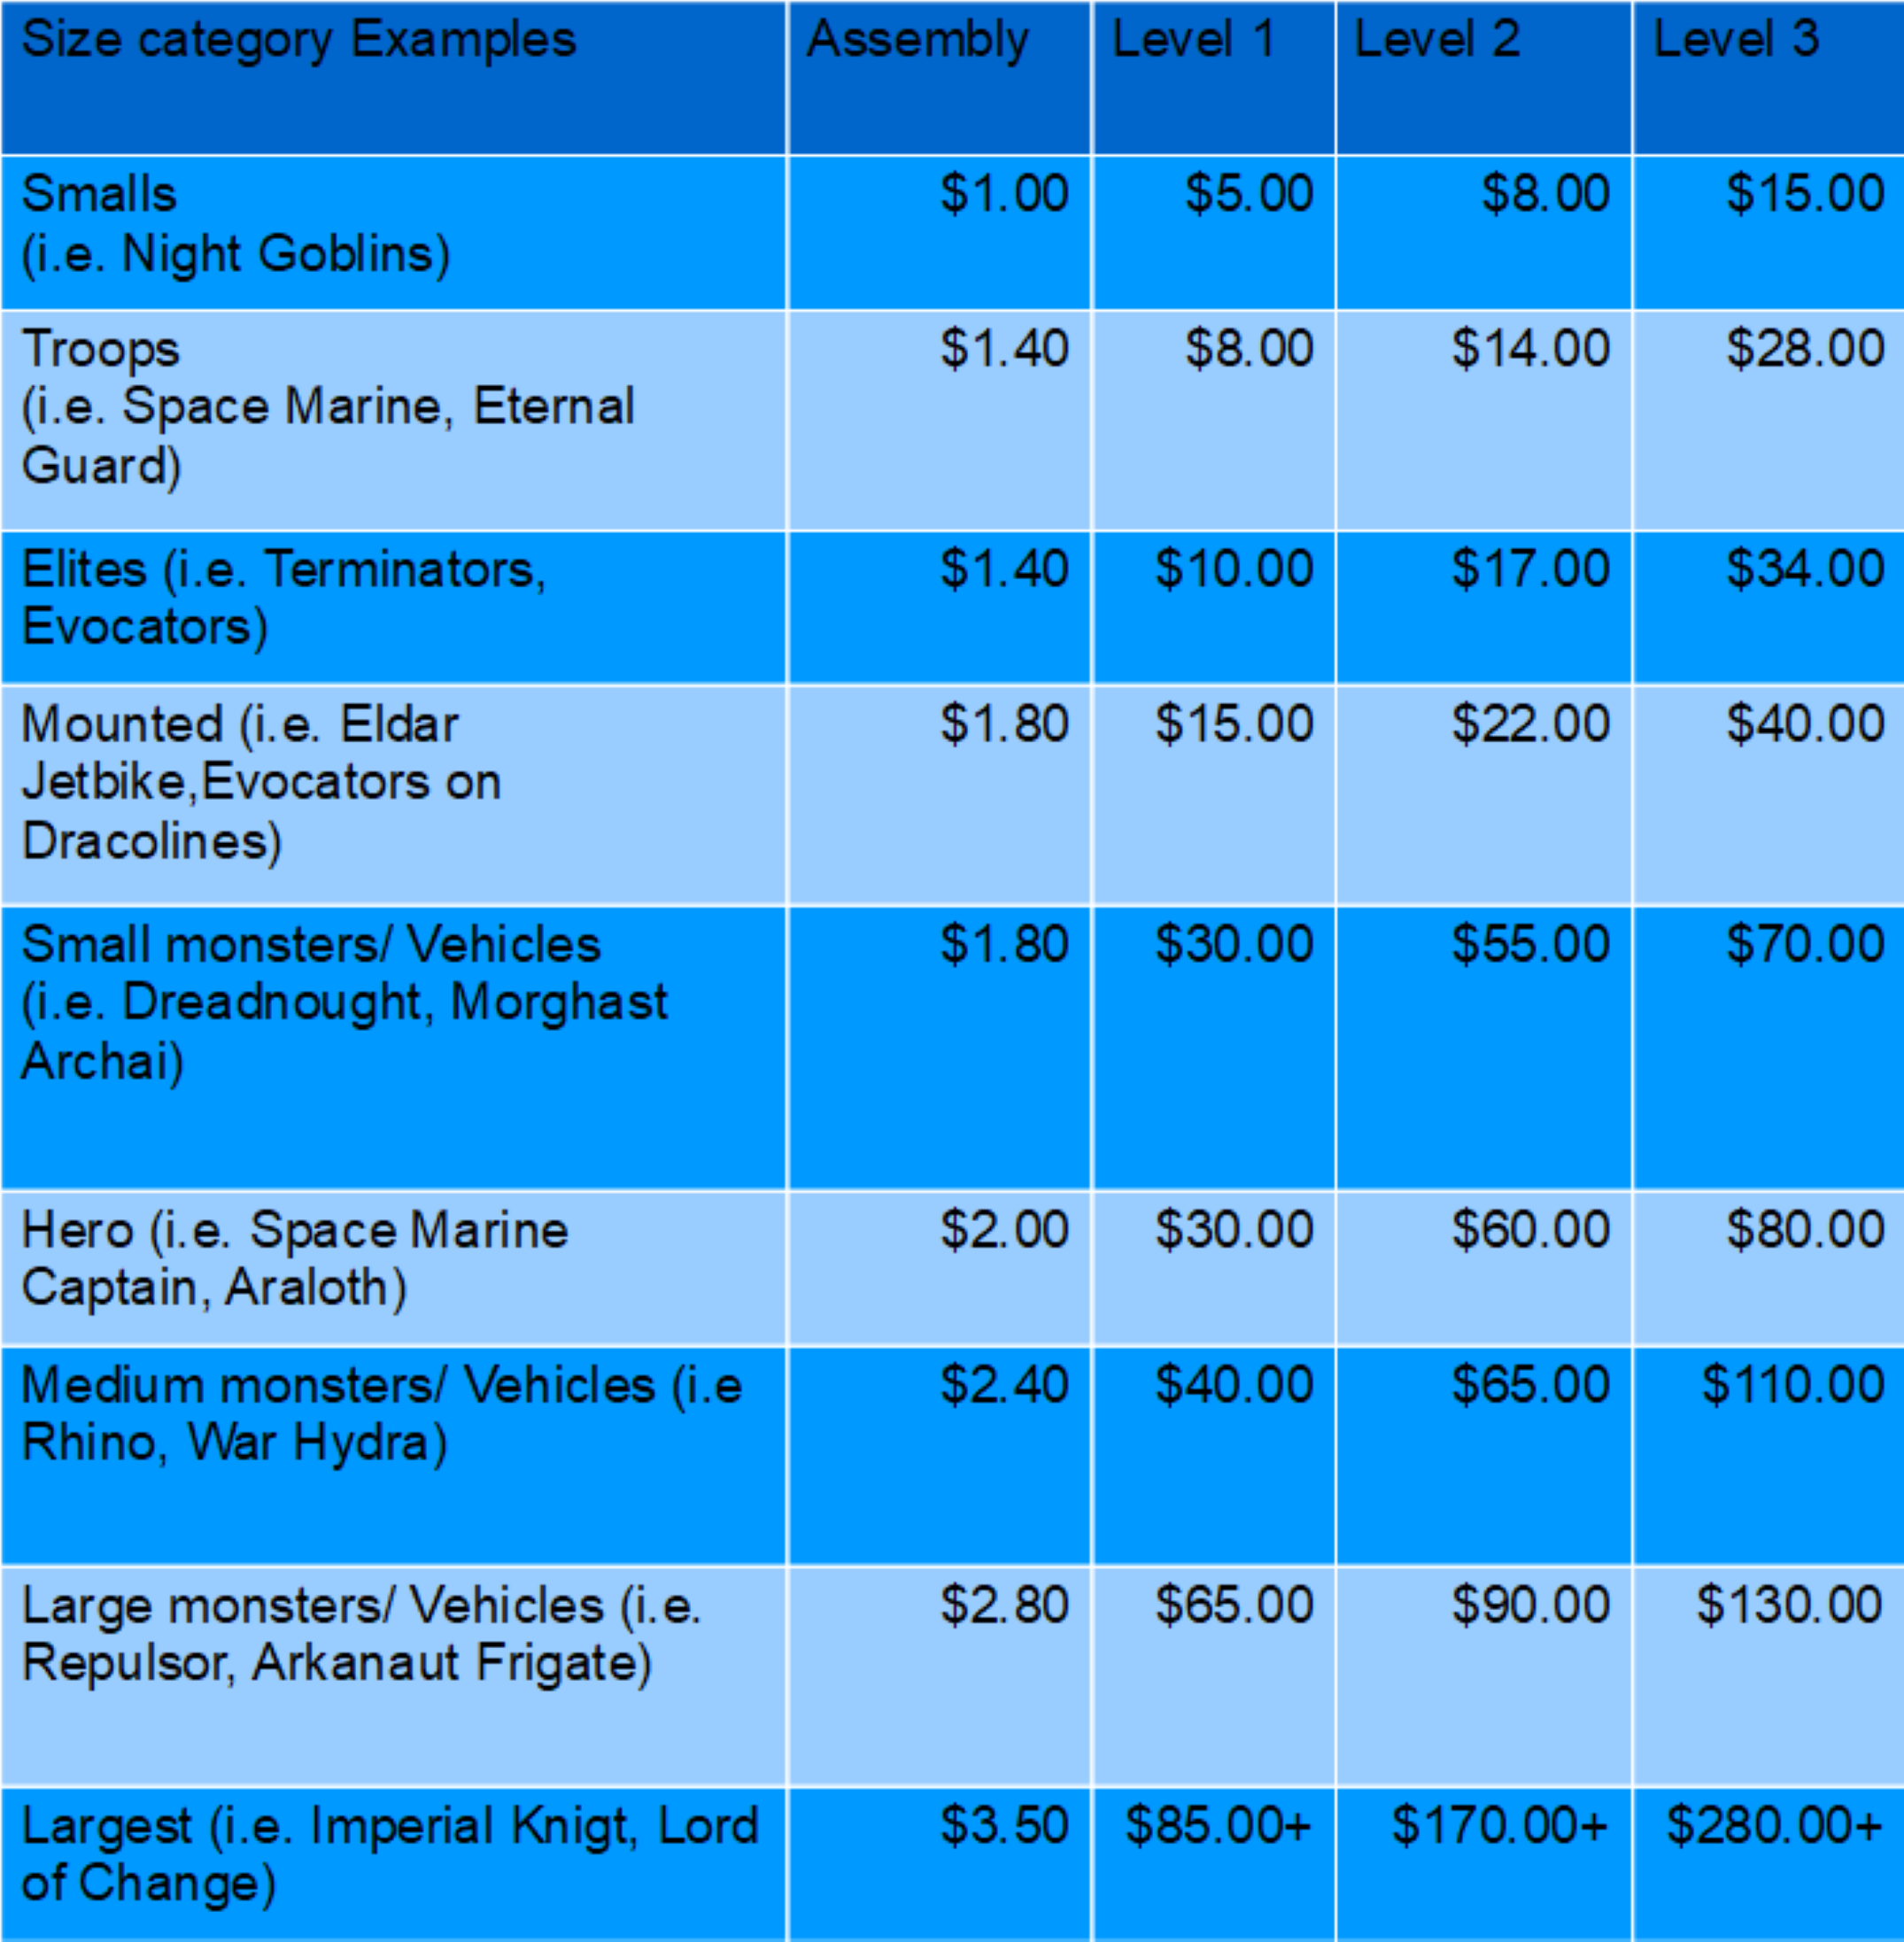 Size category Examples Assembly Level 1 Level 2 Level 3
Smalls $1.00 $5.00 $8.00 $15.00
(i.e. Night Goblins)
Troops $1.40 $8.00 $14.00 $28.00
(i.e. Space Marine, Eternal
Guard)
Elites (i.e. Terminators, $1.40 $10.00 $17.00 $34.00
Evocators)
Mounted (i.e. Eldar $1.80 $15.00 $22.00 $40.00
Jetbike,Evocators on
Dracolines)
Small monsters/ Vehicles $1.80 $30.00 $55.00 $70.00
(i.e. Dreadnought, Morghast
Archai)
Hero (i.e. Space Marine $2.00 $30.00 $60.00 $80.00
Captain, Araloth)
Medium monsters/ Vehicles (i.e $2.40 $40.00 $65.00 $110.00
Rhino, War Hydra)
Large monsters/ Vehicles (i.e. $2.80 $65.00 $90.00 $130.00
Repulsor, Arkanaut Frigate)
Largest (i.e. Imperial Knigt, Lord $3.50 $85.00+ $170.00+ $280.00+
of Change)